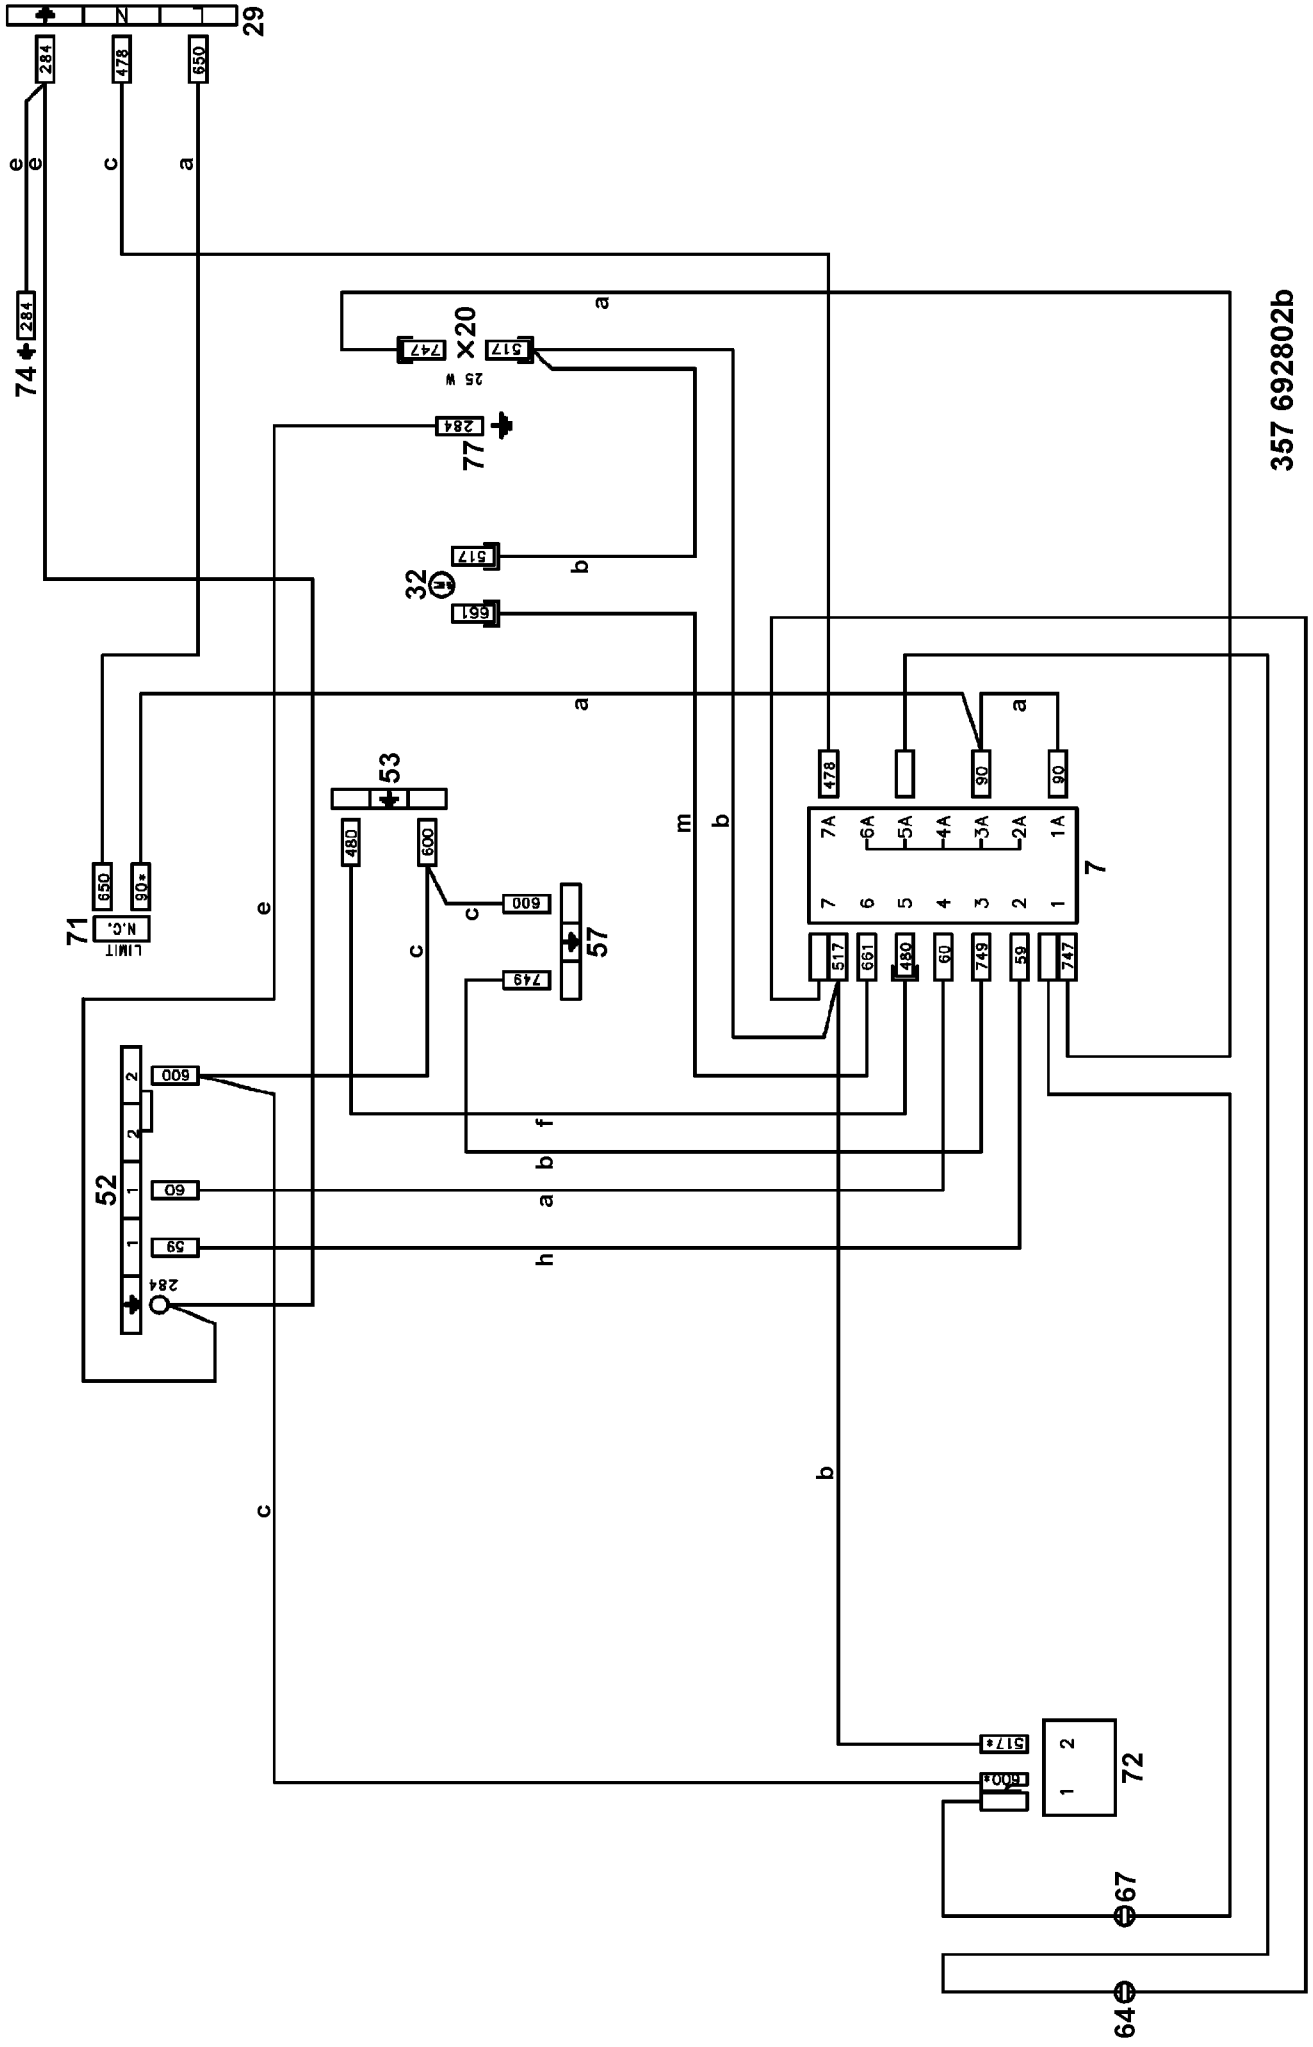 29
N
L
284
478
650
e
e
c
a
284
74
a
747
20
517
25 W
284
77
517
32
661
b
a
a
m
b
e
c
c
650
90*
71
N.C.
LIMIT
53
480
600
600
57
749
478
90
90
7A
6A
5A
4A
3A
2A
1A
7
7
6
5
4
3
2
1
517
661
480
60
749
59
747
2
2
1
1
52
600
60
59
284
f
b
a
h
c
b
517*
600*
2
1
72
67
64
357 692802b